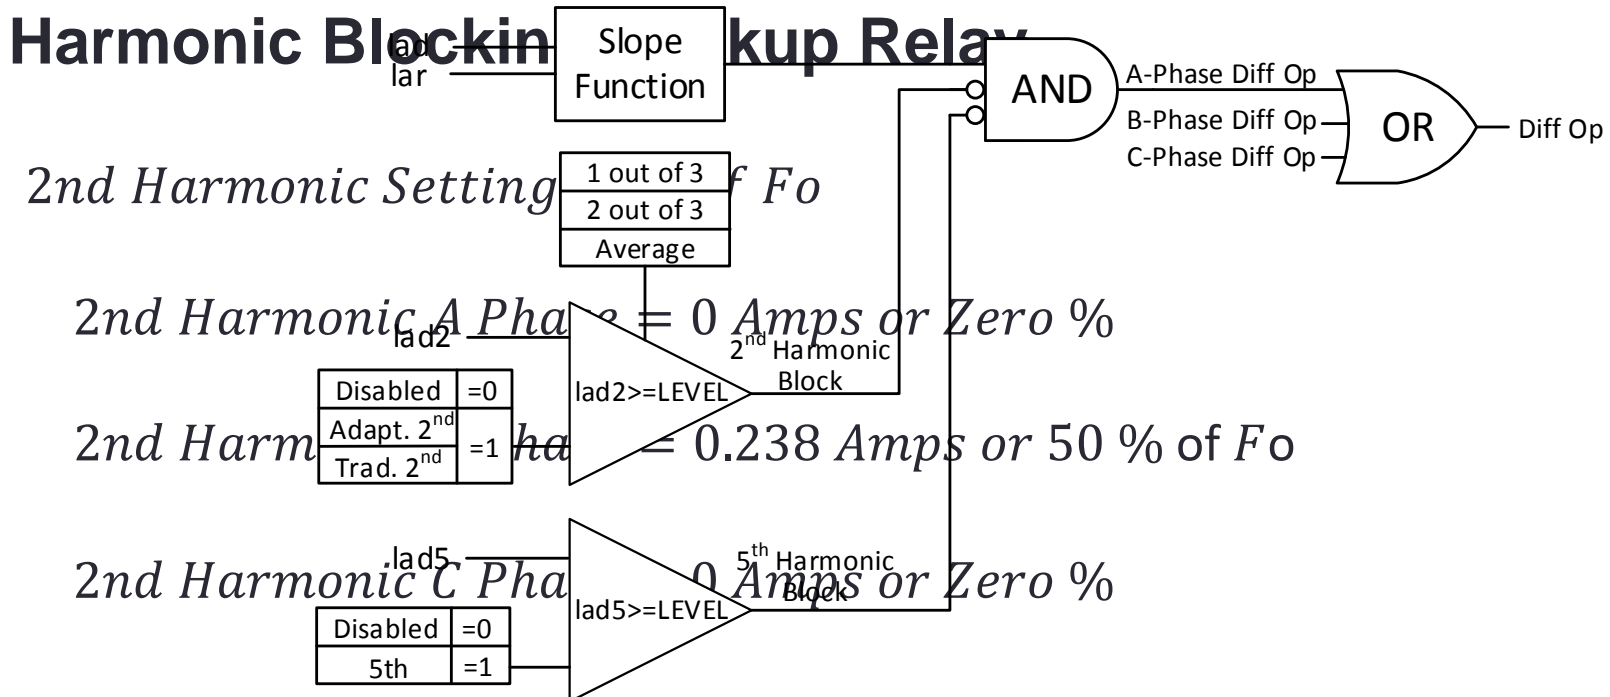 Harmonic Blockin kup Relay
Iad
Iar
Slope
Function
AND
A-Phase Diff Op
B-Phase Diff Op
C-Phase Diff Op
OR
Diff Op
2nd Harmonic Setting of Fo
1 out of 3
2 out of 3
Average
2nd Harmonic A Phase = 0 Amps or Zero %
Iad2
2nd Harmonic
Block
Iad2>=LEVEL
Disabled =0
Adapt. 2nd
=1
Trad. 2nd
2nd Harm ha = 0.238 Amps or 50 % of Fo
Iad5
5th Harmonic
Block
2nd Harmonic C Pha 0 Amps or Zero %
Iad5>=LEVEL
Disabled =0
5th =1